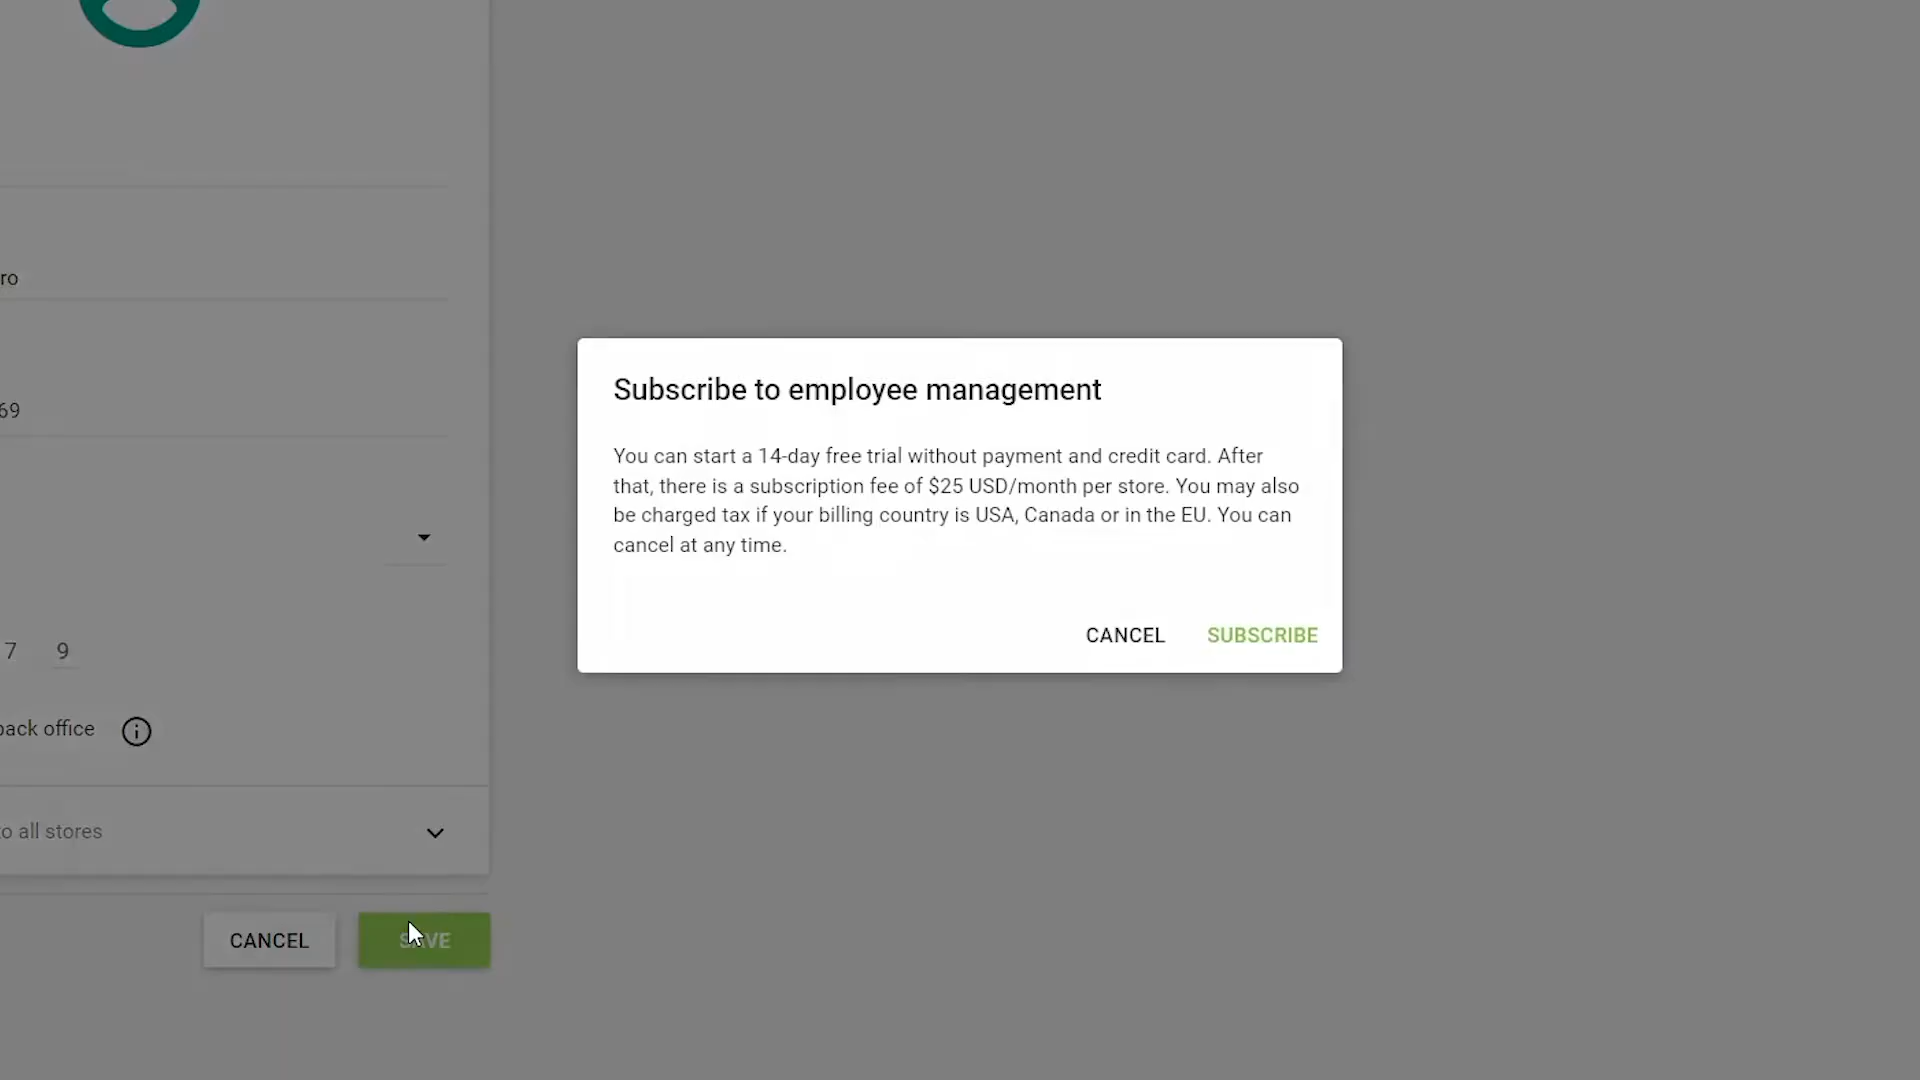 ro
69
7 9
back office
to all stores
CANCEL SAVE
Subscribe to employee management
You can start a 14-day free trial without payment and credit card. After
that, there is a subscription fee of $25 USD/month per store. You may also
be charged tax if your billing country is USA, Canada or in the EU. You can
cancel at any time.
CANCEL SUBSCRIBE